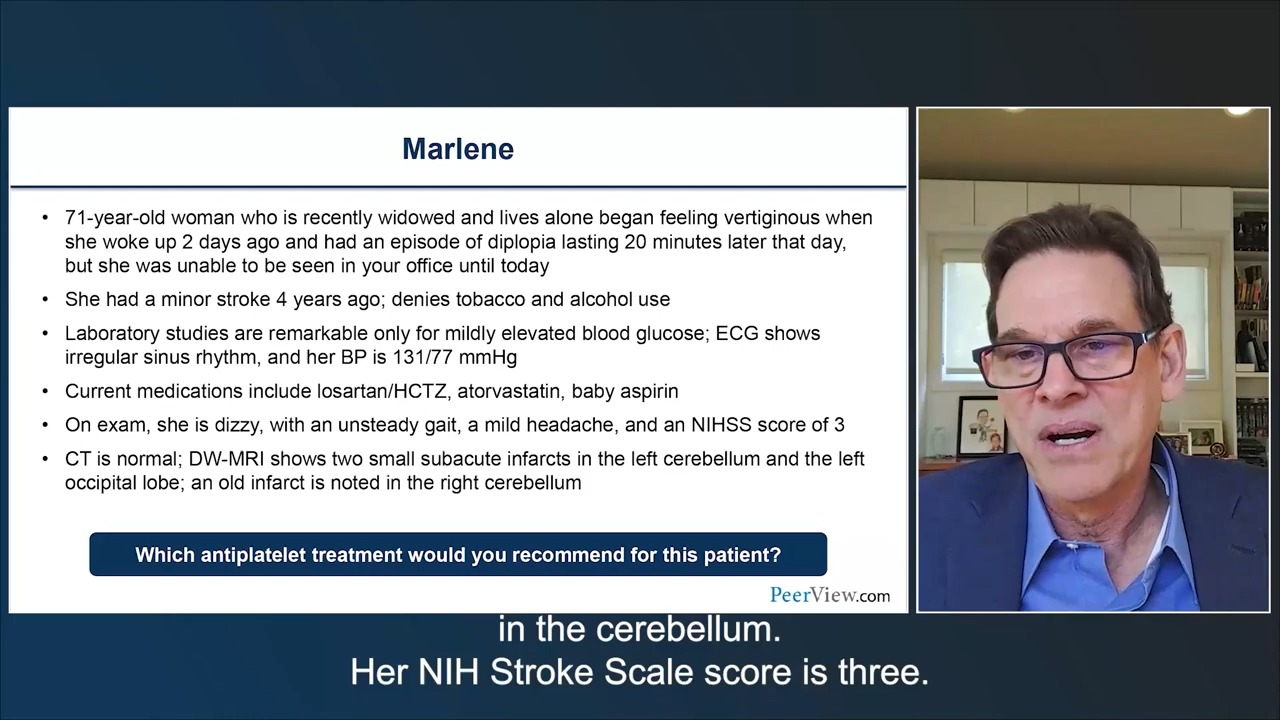 Marlene
• 71-year-old woman who is recently widowed and lives alone began feeling vertiginous when
she woke up 2 days ago and had an episode of diplopia lasting 20 minutes later that day,
but she was unable to be seen in your office until today
• She had a minor stroke 4 years ago; denies tobacco and alcohol use
• Laboratory studies are remarkable only for mildly elevated blood glucose; ECG shows
irregular sinus rhythm, and her BP is 131/77 mmHg
• Current medications include losartan/HCTZ, atorvastatin, baby aspirin
• On exam, she is dizzy, with an unsteady gait, a mild headache, and an NIHSS score of 3
• CT is normal; DW-MRI shows two small subacute infarcts in the left cerebellum and the left
occipital lobe; an old infarct is noted in the right cerebellum
Which antiplatelet treatment would you recommend for this patient?
PeerView.com
in the cerebellum.
Her NIH Stroke Scale score is three.